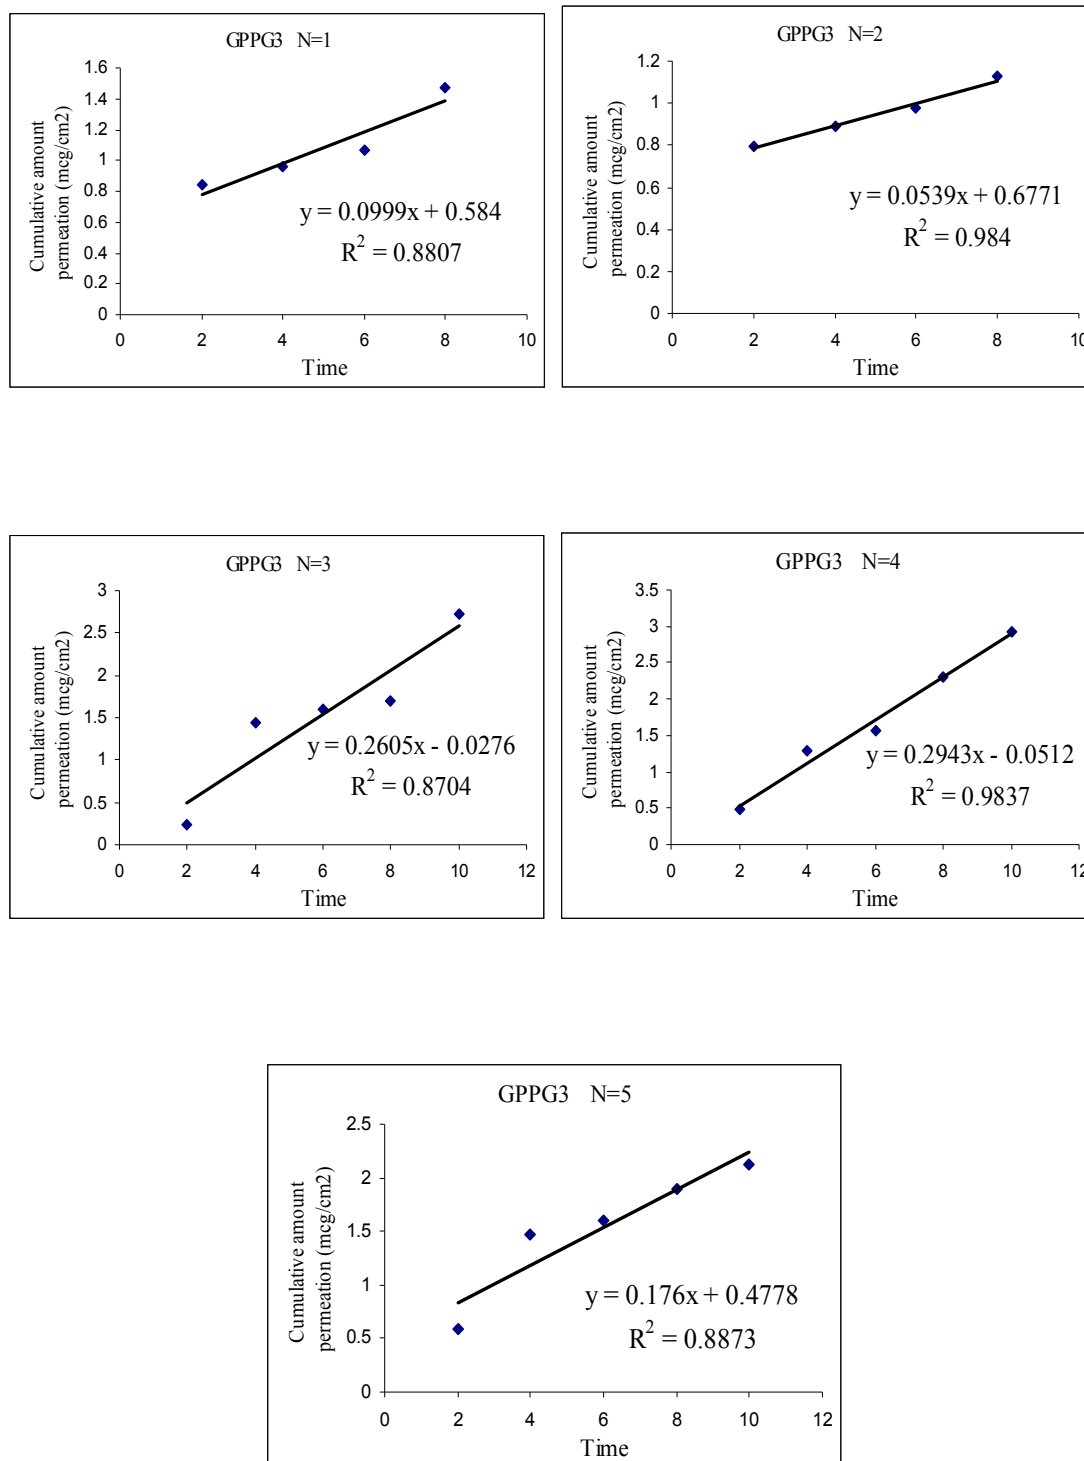 GPPG3 N=1
1.6
1.4
1.2
1
0.8
0.6
0.4
0.2
0
0 2 4 6 8 10
Cumulative amount
permeation (mcg/cm2)
y = 0.0999x + 0.584
R² = 0.8807
Time
GPPG3 N=2
1.2
1
0.8
0.6
0.4
0.2
0
0 2 4 6 8 10
Cumulative amount
permeation (mcg/cm2)
y = 0.0539x + 0.6771
R² = 0.984
Time
GPPG3 N=3
3
2.5
2
1.5
1
0.5
0
0 2 4 6 8 10 12
Cumulative amount
permeation (mcg/cm2)
y = 0.2605x - 0.0276
R² = 0.8704
Time
GPPG3 N=4
3.5
3
2.5
2
1.5
1
0.5
0
0 2 4 6 8 10 12
Cumulative amount
permeation (mcg/cm2)
y = 0.2943x - 0.0512
R² = 0.9837
Time
GPPG3 N=5
2.5
2
1.5
1
0.5
0
0 2 4 6 8 10 12
Cumulative amount
permeation (mcg/cm2)
y = 0.176x + 0.4778
R² = 0.8873
Time